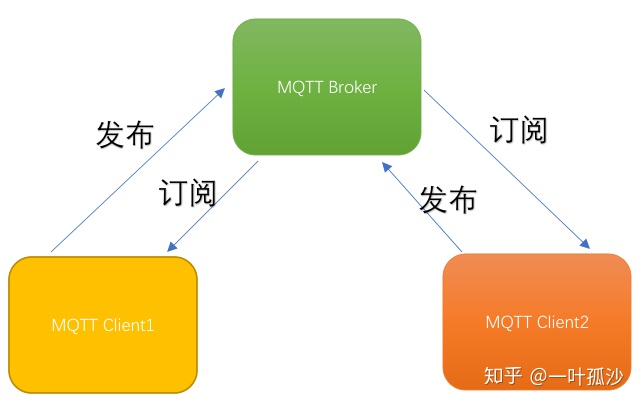 MQTT Broker
发布
订阅
订阅
发布
MQTT Client1
MQTT Client2
知乎 @一叶孤沙